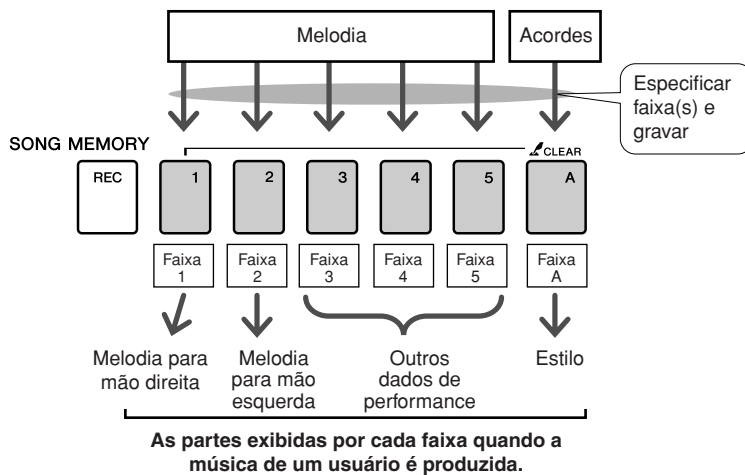 Melodia
Acordes
Especificar
faixa(s) e
gravar
SONG MEMORY
CLEAR
REC
1
2
3
4
5
A
Faixa
1
Faixa
2
Faixa
3
Faixa
4
Faixa
5
Faixa
A
Melodia para
mão direita
Melodia
para mão
esquerda
Outros
dados de
performance
Estilo
As partes exibidas por cada faixa quando a
música de um usuário é produzida.